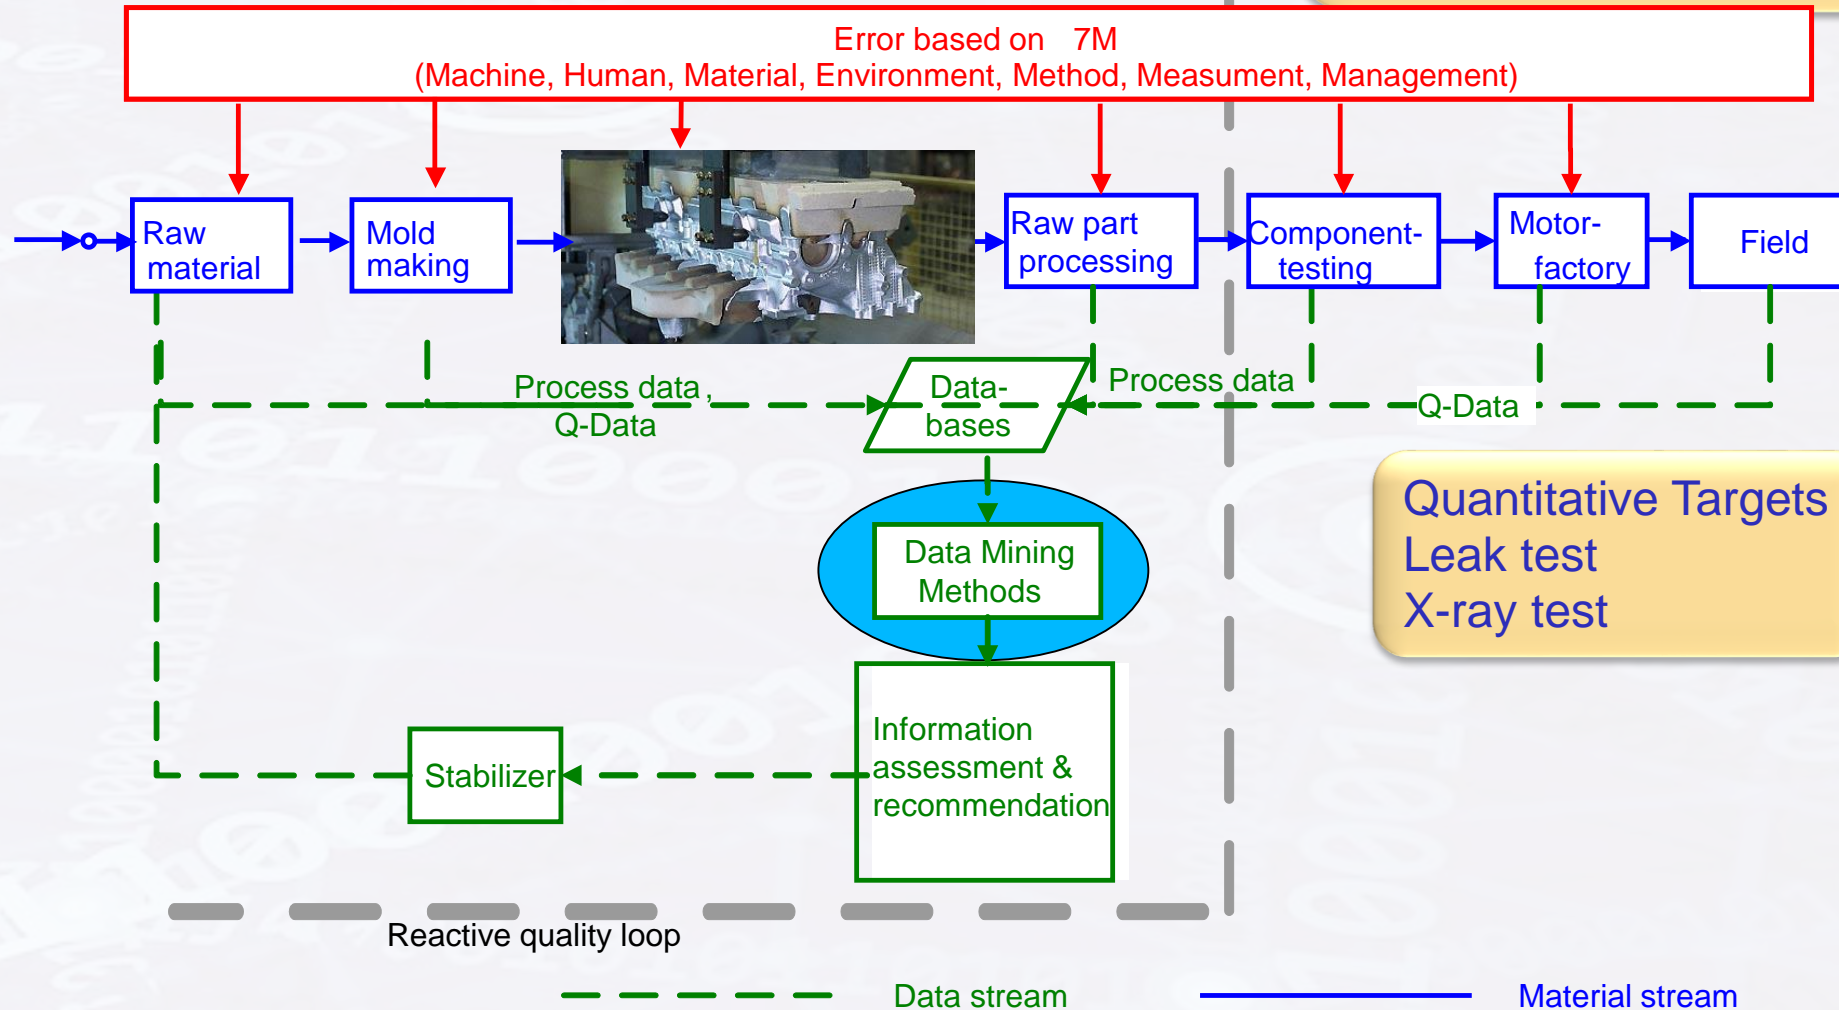 Error based on 7M
(Machine, Human, Material, Environment, Method, Measument, Management)
Raw
material
Mold
making
Raw part
processing
Component-
testing
Motor-
factory
Field
Process data,
Q-Data
Data-
bases
Process data
Q-Data
Data Mining
Methods
Quantitative Targets
Leak test
X-ray test
Information
assessment &
recommendation
Stabilizer
Reactive quality loop
Data stream
Material stream